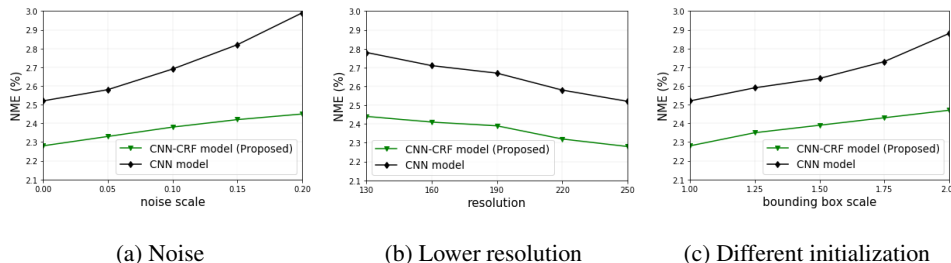 3.0
2.9
2.8
2.7
2.6
2.5
2.4
2.3
2.2
2.1
NME (%)
CNN-CRF model (Proposed)
CNN model
0.00 0.05 0.10 0.15 0.20
noise scale
(a) Noise
3.0
2.9
2.8
2.7
2.6
2.5
2.4
2.3
2.2
2.1
NME (%)
CNN-CRF model (Proposed)
CNN model
130 160 190 220 250
resolution
(b) Lower resolution
3.0
2.9
2.8
2.7
2.6
2.5
2.4
2.3
2.2
2.1
NME (%)
CNN-CRF model (Proposed)
CNN model
1.00 1.25 1.50 1.75 2.0
bounding box scale
(c) Different initialization